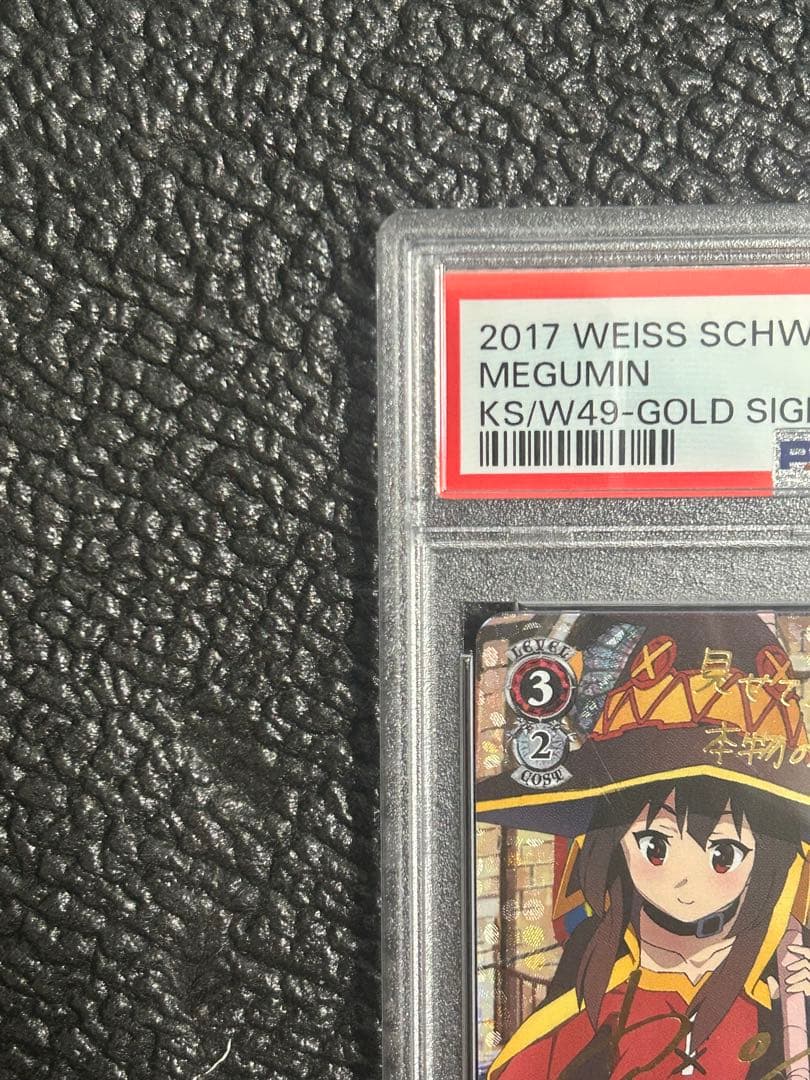 2017 WEISS SCHW
MEGUMIN
KS/W49-GOLD SIG
LEVEL
3
2
COST
見せて
本物の